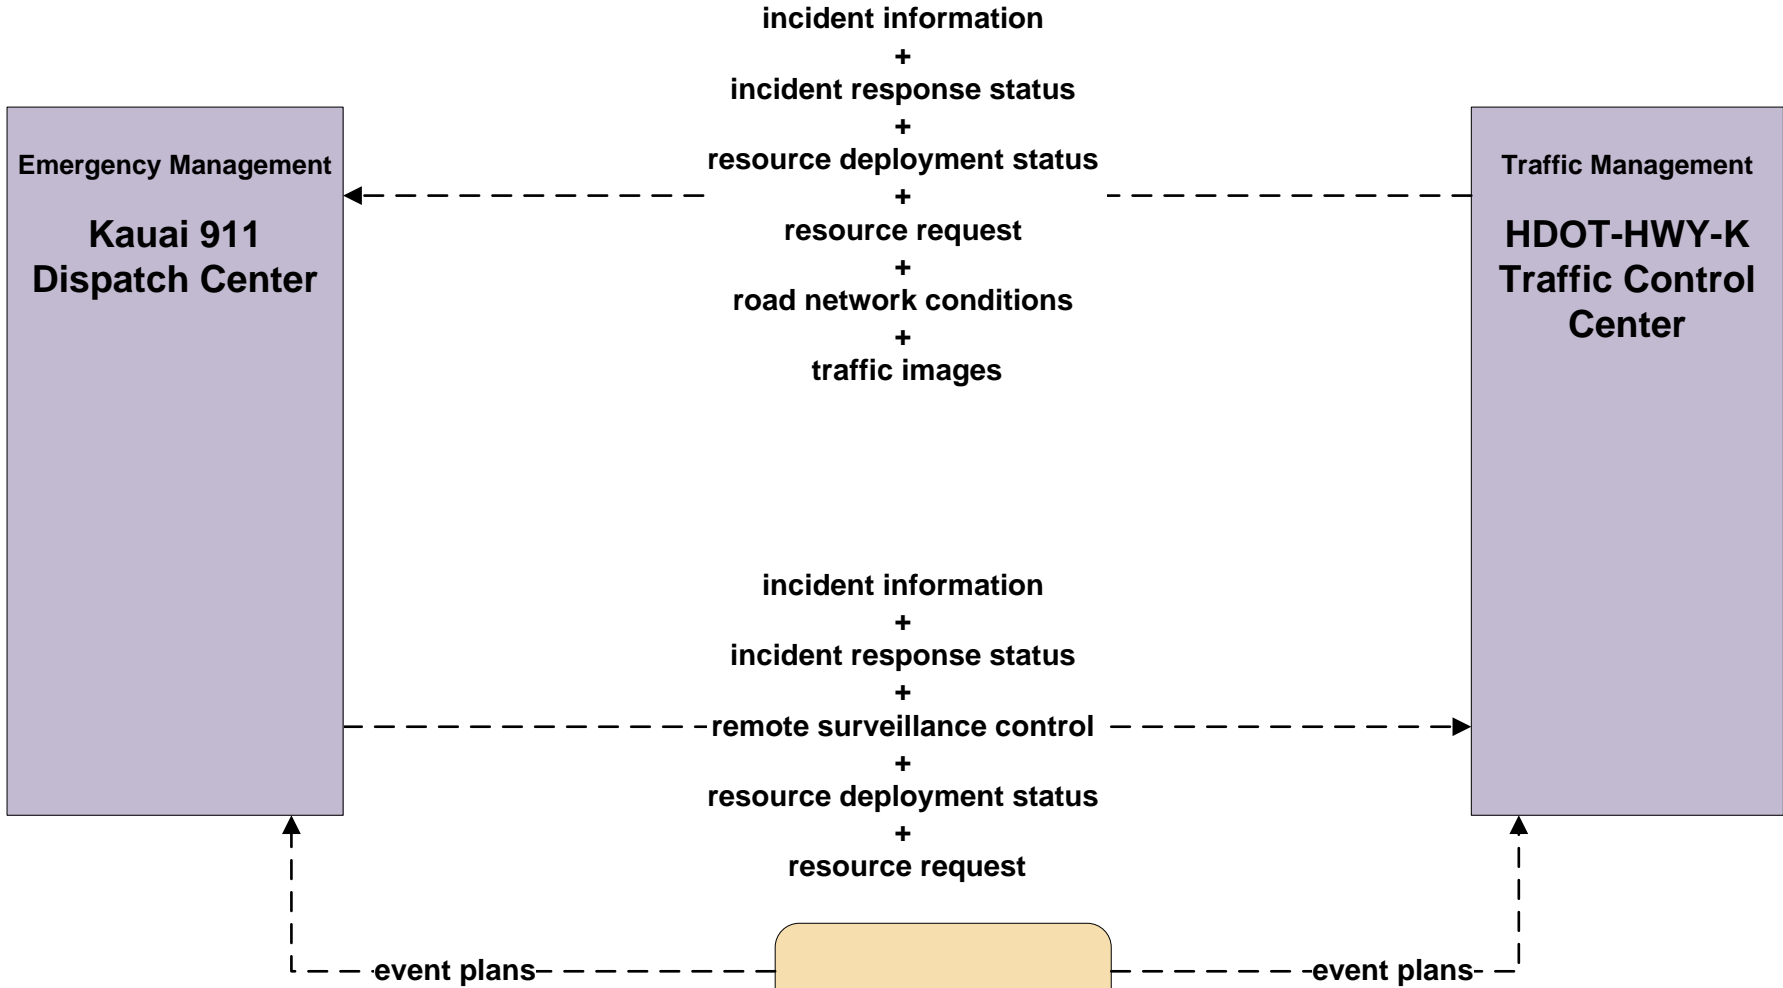 incident information
+
incident response status
+
resource deployment status
+
resource request
+
road network conditions
+
traffic images
Emergency Management
Kauai 911
Dispatch Center
Traffic Management
HDOT-HWY-K
Traffic Control
Center
incident information
+
incident response status
+
remote surveillance control
+
resource deployment status
+
resource request
event plans
event plans